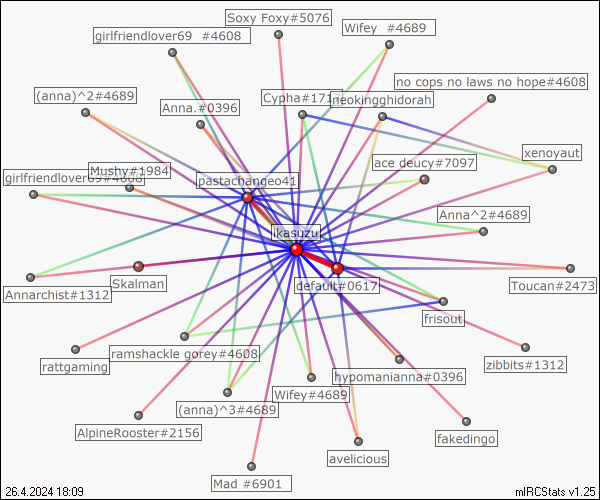 Soxy Foxy#5076
girlfriendlover69 #4608
Wifey #4689
no cops no laws no hope#4608
(anna)^2#4689
Anna.#0396
Cypha#171
neokingghidorah
xenoyaut
ace deucy#7097
Mushy#1984
girlfriendlover69#4608
pastachangeo41
Anna^2#4689
ikasuzu
Skalman
default#0617
Toucan#2473
Annarchist#1312
frisout
ramshackle gorey#4608
rattgaming
zibbits#1312
hypomanianna#0396
Wifey#4689
(anna)^3#4689
AlpineRooster#2156
fakedingo
avelicious
Mad #6901
26.4.2024 18:09
mIRCStats v1.25